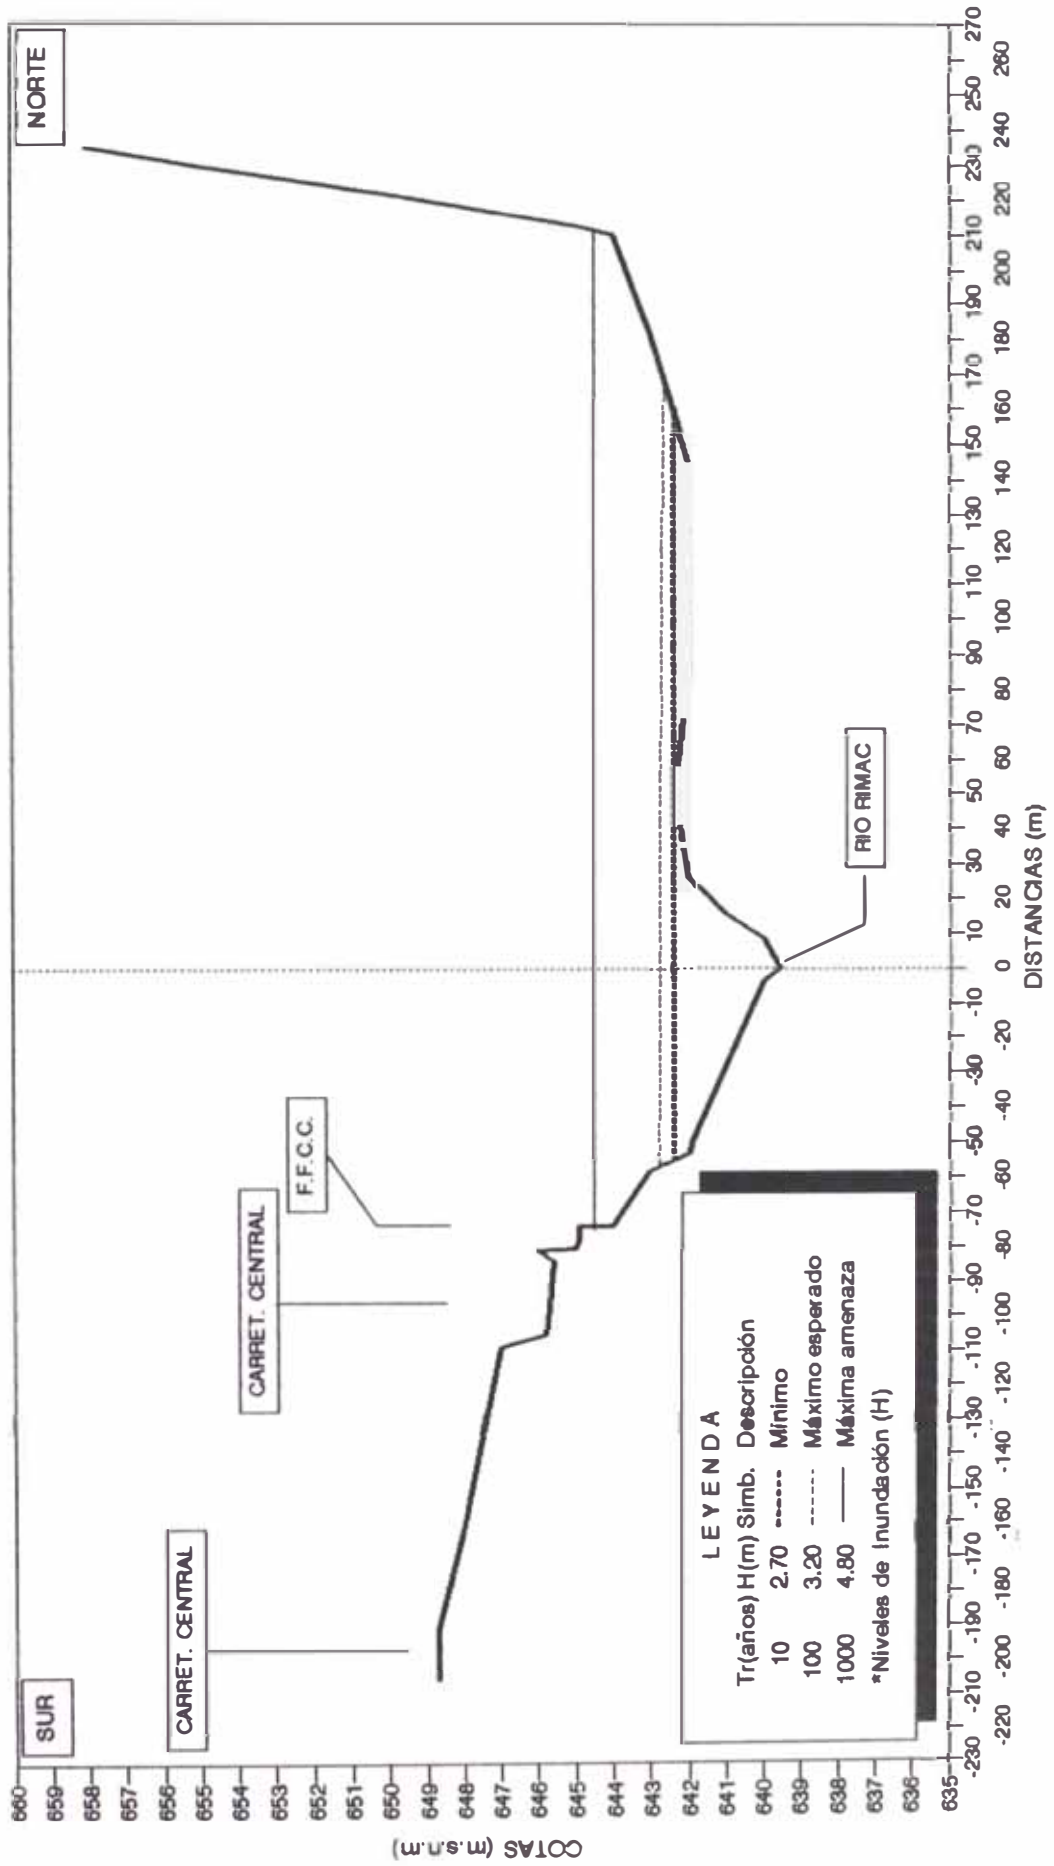 SUR
NORTE
CARRET. CENTRAL
CARRET. CENTRAL
F.F.C.C.
RIO RIMAC
COTAS (m.s.n.m)
660
659
658
657
656
655
654
653
652
651
650
649
648
647
646
645
644
643
642
641
640
639
638
637
636
635
LEYENDA
Tr(años) H(m) Simb. Descripción
10 2.70 Mínimo
100 3.20 Máximo esperado
1000 4.80 Máxima amenaza
*Niveles de Inundación (H)
-230 -210 -190 -170 -150 -130 -110 -90 -70 -50 -30 -10 10 30 50 70 90 110 130 150 170 190 210 230 250 270
-220 -200 -180 -160 -140 -120 -100 -80 -60 -40 -20 0 20 40 60 80 100 120 140 160 180 200 220 240 260
DISTANCIAS (m)